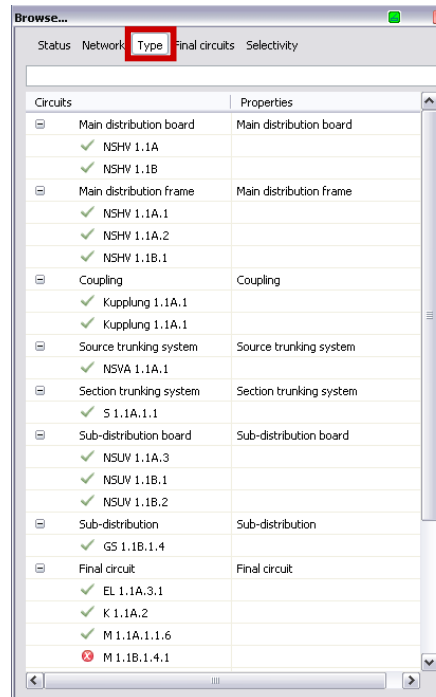 Browse...
Status Network Type Final circuits Selectivity
Circuits Properties
Main distribution board Main distribution board
NSHV 1.1A
NSHV 1.1B
Main distribution frame Main distribution frame
NSHV 1.1A.1
NSHV 1.1A.2
NSHV 1.1B.1
Coupling Coupling
Kupplung 1.1A.1
Kupplung 1.1A.1
Source trunking system Source trunking system
NSVA 1.1A.1
Section trunking system Section trunking system
S 1.1A.1.1
Sub-distribution board Sub-distribution board
NSUV 1.1A.3
NSUV 1.1B.1
NSUV 1.1B.2
Sub-distribution Sub-distribution
GS 1.1B.1.4
Final circuit Final circuit
EL 1.1A.3.1
K 1.1A.2
M 1.1A.1.1.6
M 1.1B.1.4.1